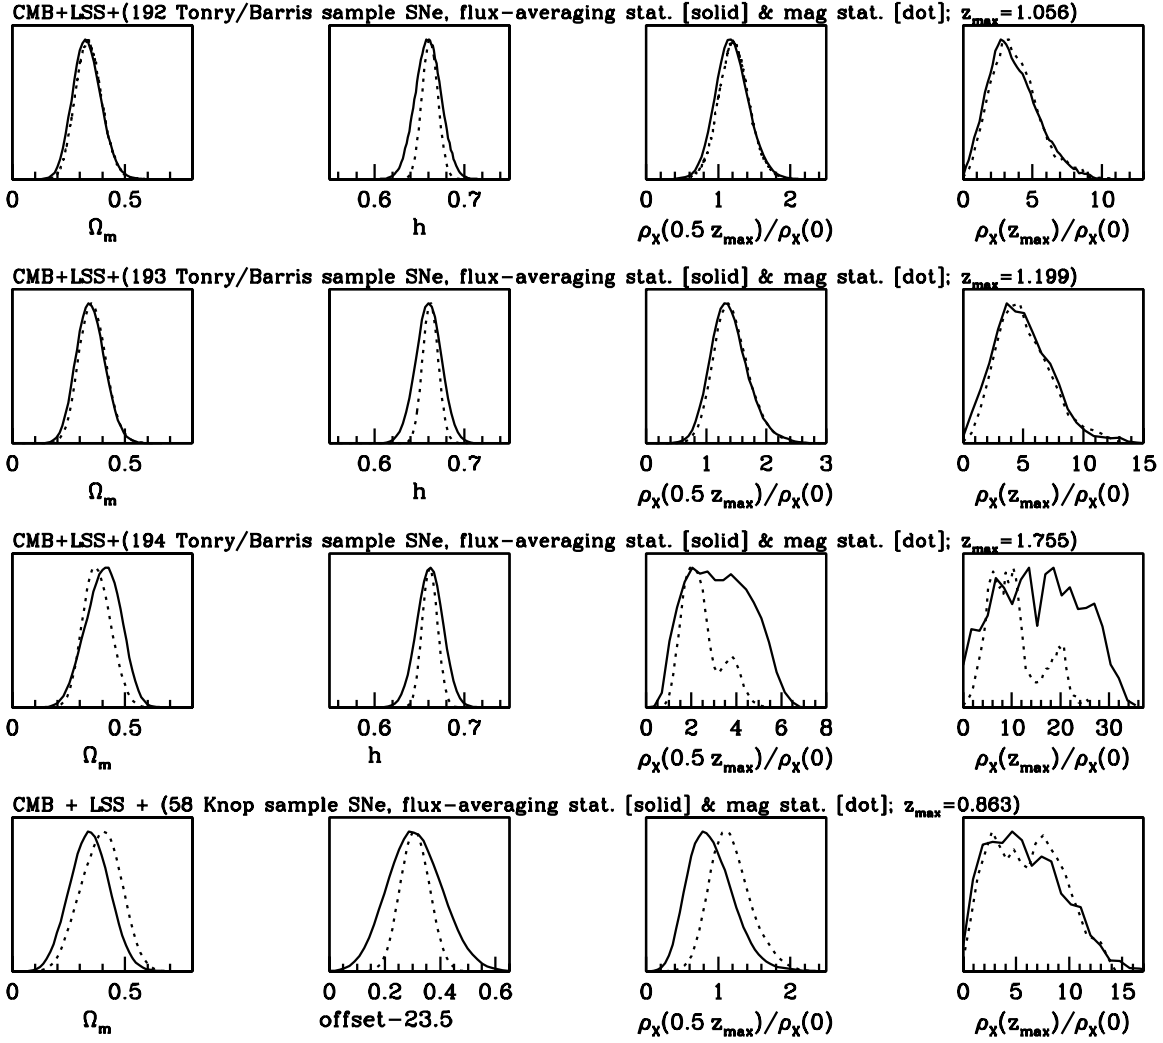 CMB+LSS+(192 Tonry/Barris sample SNe, flux-averaging stat. [solid] & mag stat. [dot]; z_max=1.056)
0 0.5 0.6 0.7 0 1 2 0 5 10
Ω_m h ρ_X(0.5 z_max)/ρ_X(0) ρ_X(z_max)/ρ_X(0)
CMB+LSS+(193 Tonry/Barris sample SNe, flux-averaging stat. [solid] & mag stat. [dot]; z_max=1.199)
0 0.5 0.6 0.7 0 1 2 3 0 5 10 15
Ω_m h ρ_X(0.5 z_max)/ρ_X(0) ρ_X(z_max)/ρ_X(0)
CMB+LSS+(194 Tonry/Barris sample SNe, flux-averaging stat. [solid] & mag stat. [dot]; z_max=1.755)
0 0.5 0.6 0.7 0 2 4 6 8 0 10 20 30
Ω_m h ρ_X(0.5 z_max)/ρ_X(0) ρ_X(z_max)/ρ_X(0)
CMB + LSS + (58 Knop sample SNe, flux-averaging stat. [solid] & mag stat. [dot]; z_max=0.863)
0 0.5 0 0.2 0.4 0.6 0 1 2 0 5 10 15
Ω_m offset-23.5 ρ_X(0.5 z_max)/ρ_X(0) ρ_X(z_max)/ρ_X(0)